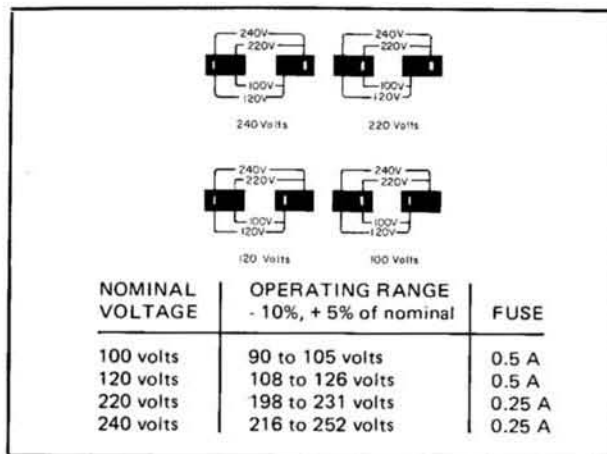 240V 240V
220V 220V
100V 100V
120V 120V
240 Volts 220 Volts
240V 240V
220V 220V
100V 100V
120V 120V
120 Volts 100 Volts
NOMINAL OPERATING RANGE
VOLTAGE - 10%, + 5% of nominal FUSE
100 volts 90 to 105 volts 0.5 A
120 volts 108 to 126 volts 0.5 A
220 volts 198 to 231 volts 0.25 A
240 volts 216 to 252 volts 0.25 A